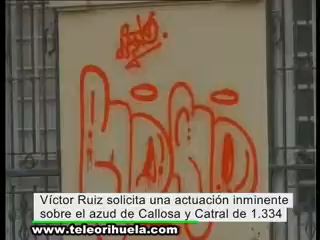 Víctor Ruiz solicita una actuación inminente
sobre el azud de Callosa y Catral de 1.334
www.teleorihuela.com